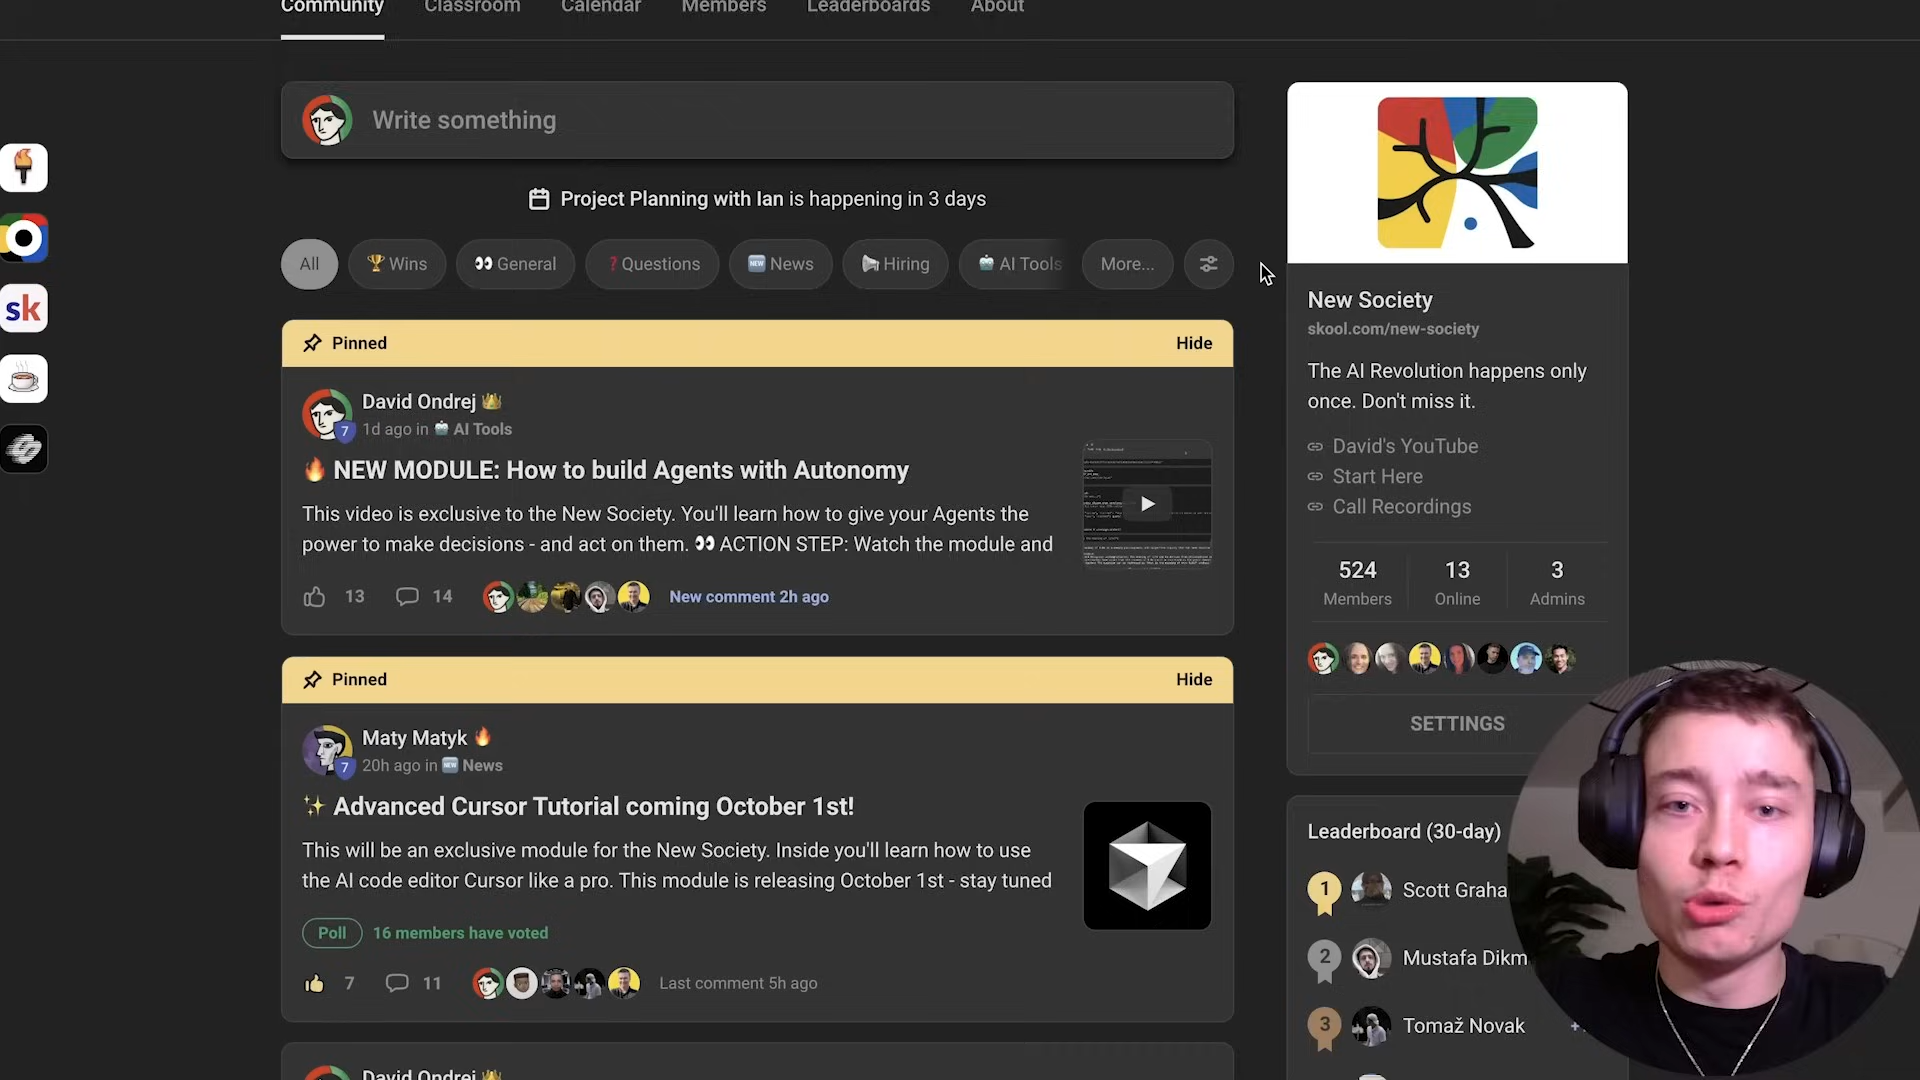 Community Classroom Calendar Members Leaderboards About
Write something
Project Planning with Ian is happening in 3 days
All Wins General Questions News Hiring AI Tools More...
Pinned Hide
David Ondrej
7 1d ago in AI Tools
NEW MODULE: How to build Agents with Autonomy
This video is exclusive to the New Society. You'll learn how to give your Agents the
power to make decisions - and act on them. ACTION STEP: Watch the module and
13 14 New comment 2h ago
Pinned Hide
Maty Matyk
7 20h ago in News
Advanced Cursor Tutorial coming October 1st!
This will be an exclusive module for the New Society. Inside you'll learn how to use
the AI code editor Cursor like a pro. This module is releasing October 1st - stay tuned
Poll 16 members have voted
7 11 Last comment 5h ago
David Ondrej
sk
New Society
skool.com/new-society
The AI Revolution happens only
once. Don't miss it.
David's YouTube
Start Here
Call Recordings
524 13 3
Members Online Admins
SETTINGS
Leaderboard (30-day)
1 Scott Graha
2 Mustafa Dikm
3 Tomaž Novak